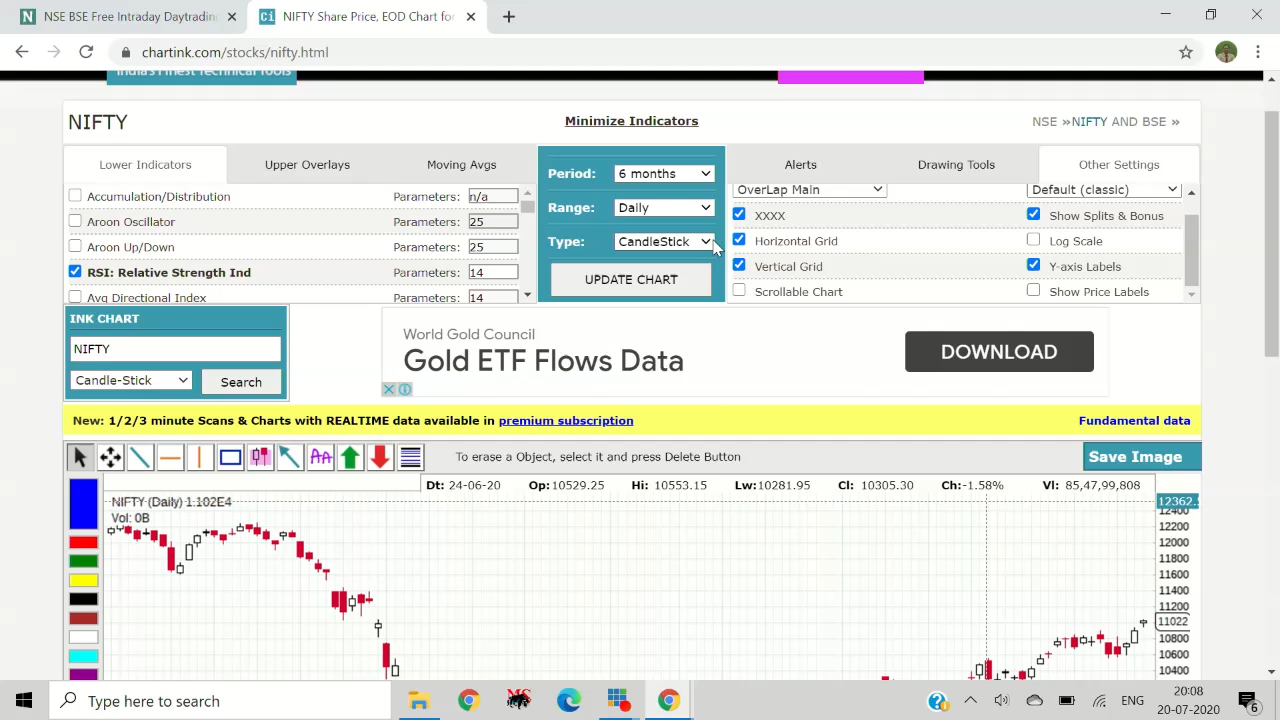 NSE BSE Free Intraday Advance
NIFTY Share Price, EOD Chart for
chartink.com/stocks/nifty.html
India's Finest Technical Tools
NIFTY
Minimize Indicators
NSE »NIFTY AND BSE »
Lower Indicators
Upper Overlays
Moving Avgs
Alerts
Drawing Tools
Other Settings
Accumulation/Distribution Parameters: n/a
Aroon Oscillator Parameters: 25
Aroon Up/Down Parameters: 25
RSI: Relative Strength Ind Parameters: 14
Avg Directional Index Parameters: 14
Period: 6 months
Range: Daily
Type: CandleStick
UPDATE CHART
OverLap Main Default (classic)
XXXX Show Splits & Bonus
Horizontal Grid Log Scale
Vertical Grid Y-axis Labels
Scrollable Chart Show Price Labels
INK CHART
NIFTY
Candle-Stick Search
World Gold Council
Gold ETF Flows Data
DOWNLOAD
New: 1/2/3 minute Scans & Charts with REALTIME data available in premium subscription
Fundamental data
To erase a Object, select it and press Delete Button
Save Image
Dt: 24-06-20 Op:10529.25 Hi: 10553.15 Lw:10281.95 Cl: 10305.30 Ch:-1.58% Vl: 85,47,99,808
NIFTY (Daily) 1.102E4
Vol: 0B
12400
12200
12000
11800
11600
11400
11200
11022
10800
10600
10400
Type here to search
ENG
20:08
20-07-2020
6